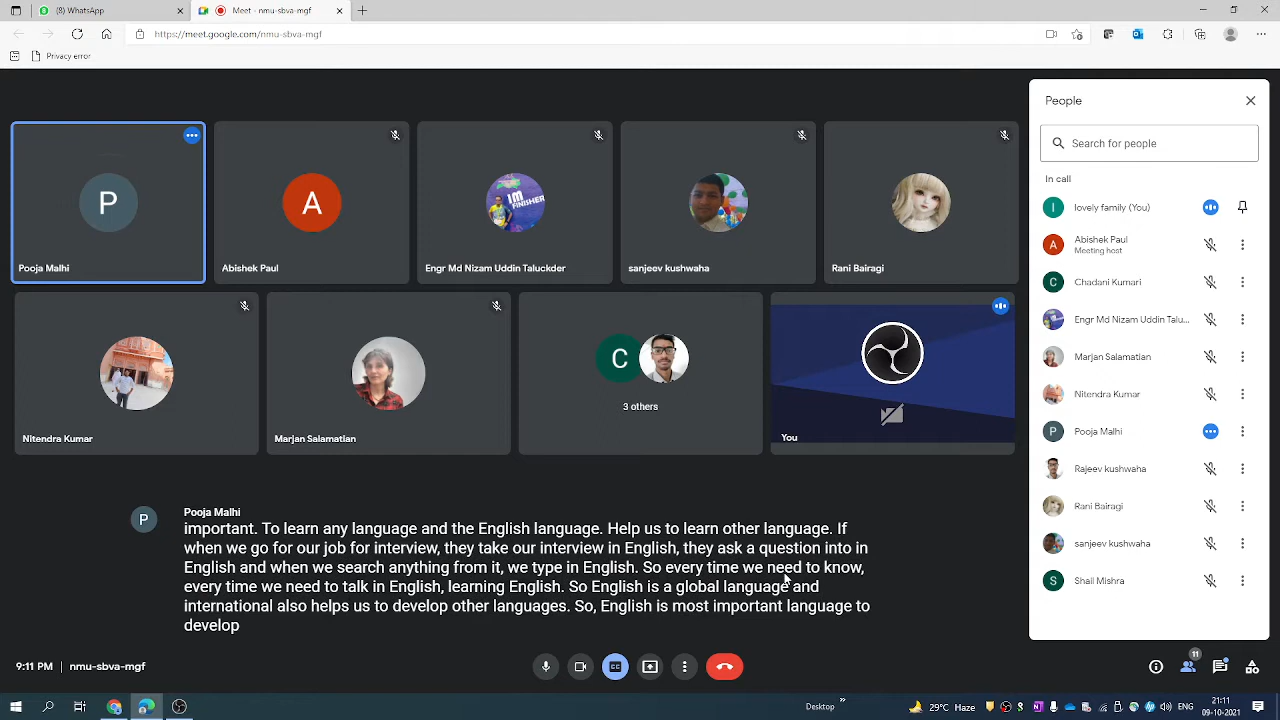 (8) WhatsApp
Meet - nmu-sbva-mgf
https://meet.google.com/nmu-sbva-mgf
Privacy error
P
Pooja Malhi
A
Abishek Paul
IM
FINISHER
Engr Md Nizam Uddin Taluckder
sanjeev kushwaha
Rani Bairagi
Nitendra Kumar
Marjan Salamatian
C
3 others
You
People
Search for people
In call
lovely family (You)
A
Abishek Paul
Meeting host
C
Chadani Kumari
Engr Md Nizam Uddin Talu...
Marjan Salamatian
Nitendra Kumar
P
Pooja Malhi
Rajeev kushwaha
Rani Bairagi
sanjeev kushwaha
S
Shail Mishra
P
Pooja Malhi
important. To learn any language and the English language. Help us to learn other language. If
when we go for our job for interview, they take our interview in English, they ask a question into in
English and when we search anything from it, we type in English. So every time we need to know,
every time we need to talk in English, learning English. So English is a global language and
international also helps us to develop other languages. So, English is most important language to
develop
9:11 PM | nmu-sbva-mgf
11
Desktop
29°C Haze
ENG
21:11
09-10-2021